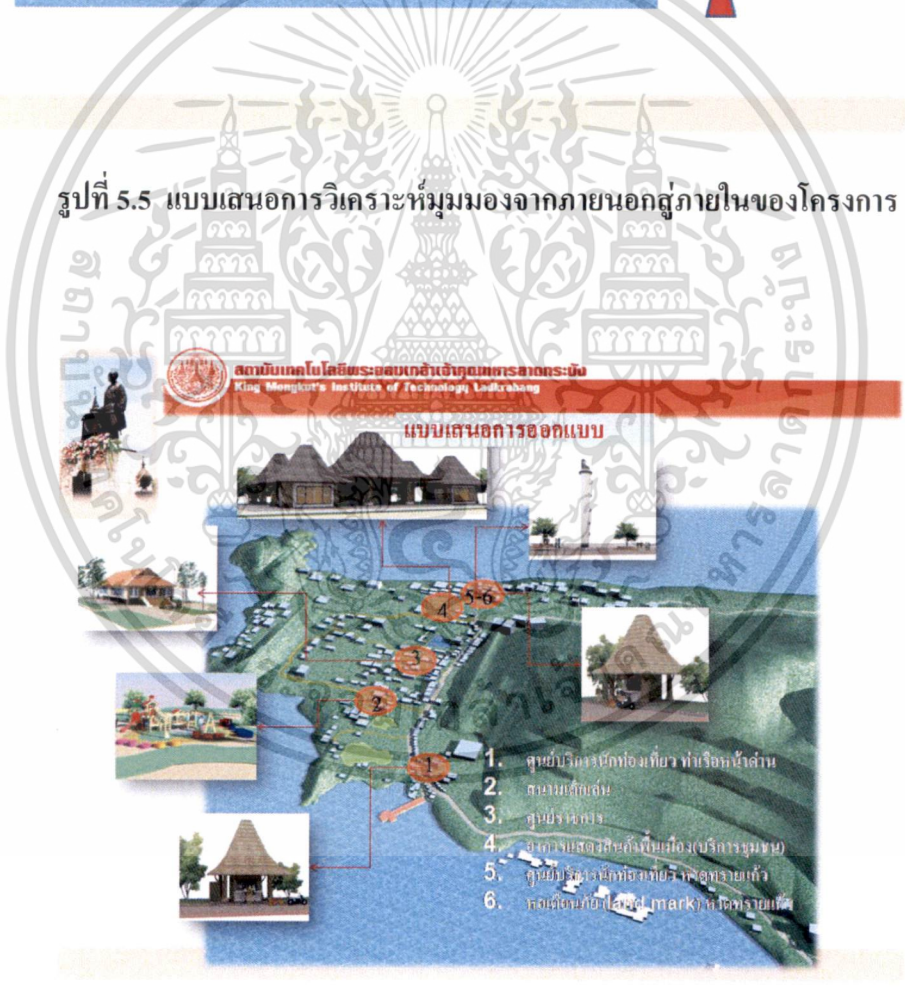 รูปที่ 5.5 แบบเสนอการวิเคราะห์มุมมองจากภายนอกสู่ภายในของโครงการ
สถาบันเทคโนโลยีพระจอมเกล้าเจ้าคุณทหารลาดกระบัง
King Mongkut's Institute of Technology Ladkrabang
แบบเสนอการออกแบบ
5-6
4
3
2
1
1. ศูนย์บริการนักท่องเที่ยว ท่าเรือหน้าด่าน
2. สนามเด็กเล่น
3. ศูนย์ราชการ
4. อาคารแสดงสินค้าพื้นเมือง(บริการชุมชน)
5. ศูนย์บริการนักท่องเที่ยว หาดทรายแก้ว
6. หอเตือนภัย (land mark) หาดทรายแก้ว